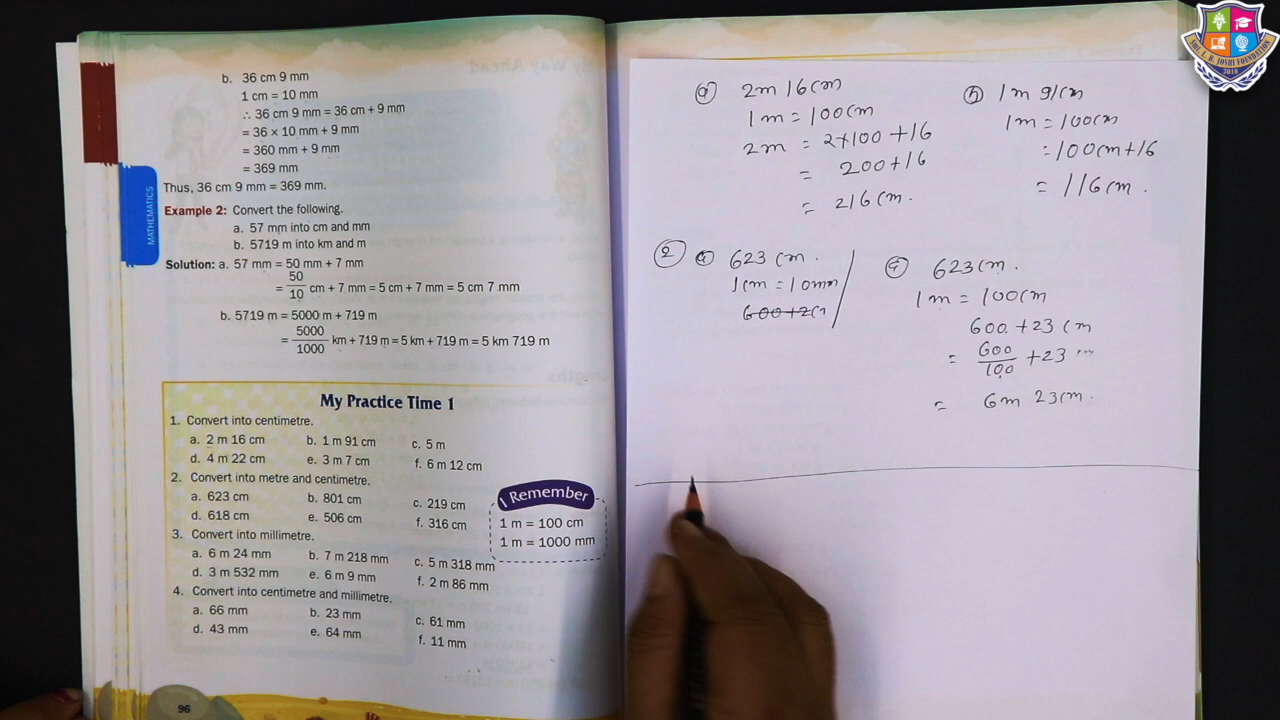 b. 36 cm 9 mm
1 cm = 10 mm
∴ 36 cm 9 mm = 36 cm + 9 mm
= 36 × 10 mm + 9 mm
= 360 mm + 9 mm
= 369 mm
Thus, 36 cm 9 mm = 369 mm.
MATHEMATICS
Example 2: Convert the following.
a. 57 mm into cm and mm
b. 5719 m into km and m
Solution: a. 57 mm = 50 mm + 7 mm
= 50/10 cm + 7 mm = 5 cm + 7 mm = 5 cm 7 mm
b. 5719 m = 5000 m + 719 m
= 5000/1000 km + 719 m = 5 km + 719 m = 5 km 719 m
My Practice Time 1
1. Convert into centimetre.
a. 2 m 16 cm b. 1 m 91 cm c. 5 m
d. 4 m 22 cm e. 3 m 7 cm f. 6 m 12 cm
2. Convert into metre and centimetre.
a. 623 cm b. 801 cm c. 219 cm
d. 618 cm e. 506 cm f. 316 cm
I Remember
1 m = 100 cm
1 m = 1000 mm
3. Convert into millimetre.
a. 6 m 24 mm b. 7 m 218 mm c. 5 m 318 mm
d. 3 m 532 mm e. 6 m 9 mm f. 2 m 86 mm
4. Convert into centimetre and millimetre.
a. 66 mm b. 23 mm c. 61 mm
d. 43 mm e. 64 mm f. 11 mm
96
a 2m 16cm
1m = 100cm
2m = 2×100 + 16
= 200 + 16
= 216cm.
b 1m 91cm
1m = 100cm
= 100cm + 16
= 116cm.
2 a 623cm.
1cm = 10mm
600+2
a 623cm.
1m = 100cm
600 + 23 cm
= 600/100 + 23 cm
= 6m 23cm.
2018